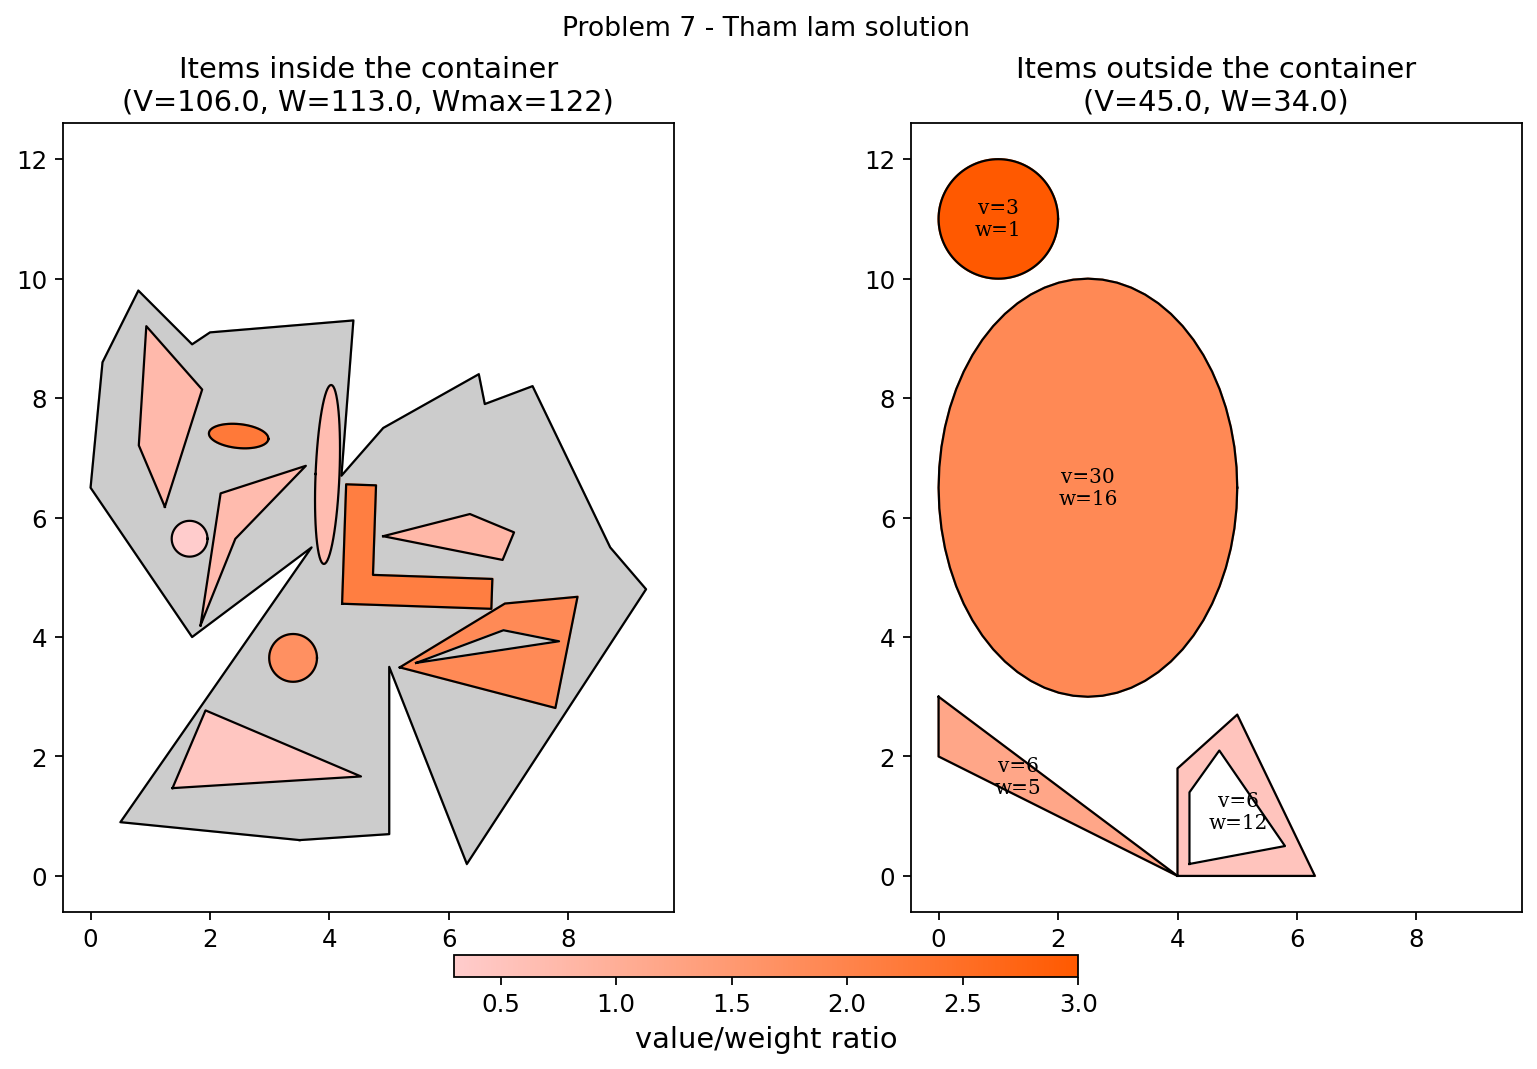 Problem 7 - Tham lam solution
Items inside the container
(V=106.0, W=113.0, Wmax=122)
12
10
8
6
4
2
0
0 2 4 6 8
Items outside the container
(V=45.0, W=34.0)
12
10
8
6
4
2
0
v=3
w=1
v=30
w=16
v=6
w=5
v=6
w=12
0 2 4 6 8
0.5 1.0 1.5 2.0 2.5 3.0
value/weight ratio